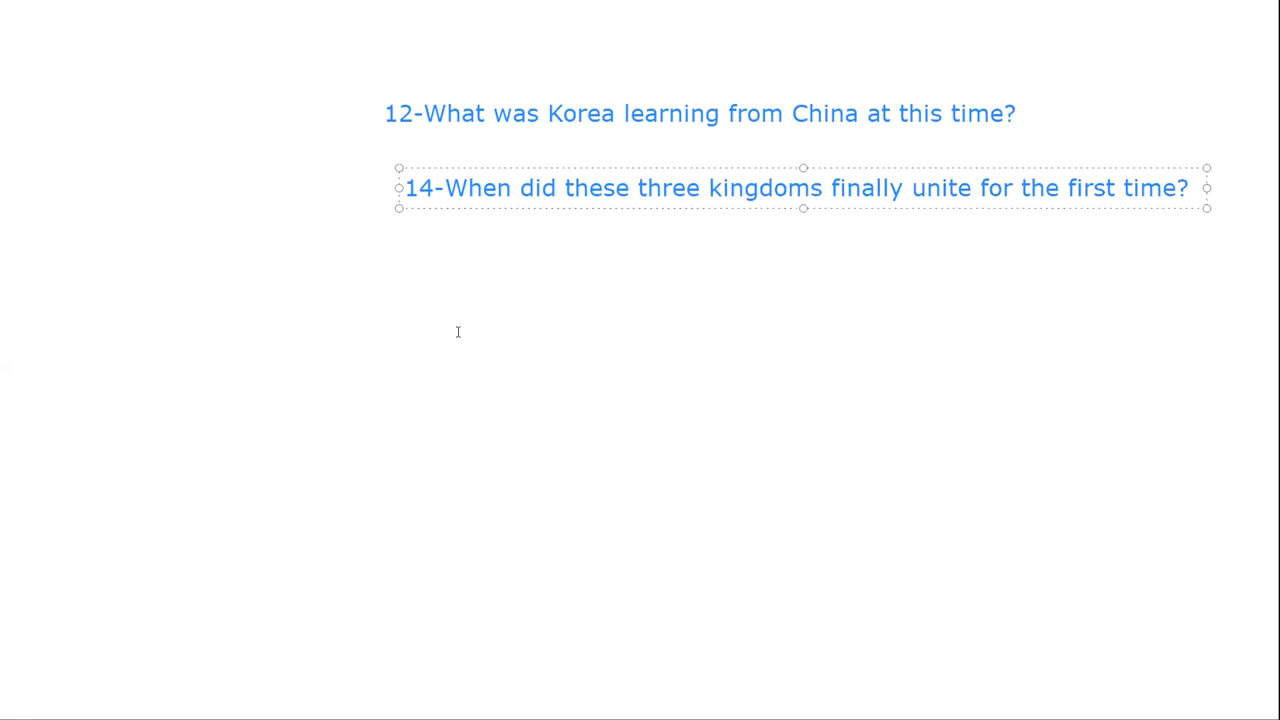 12-What was Korea learning from China at this time?
14-When did these three kingdoms finally unite for the first time?